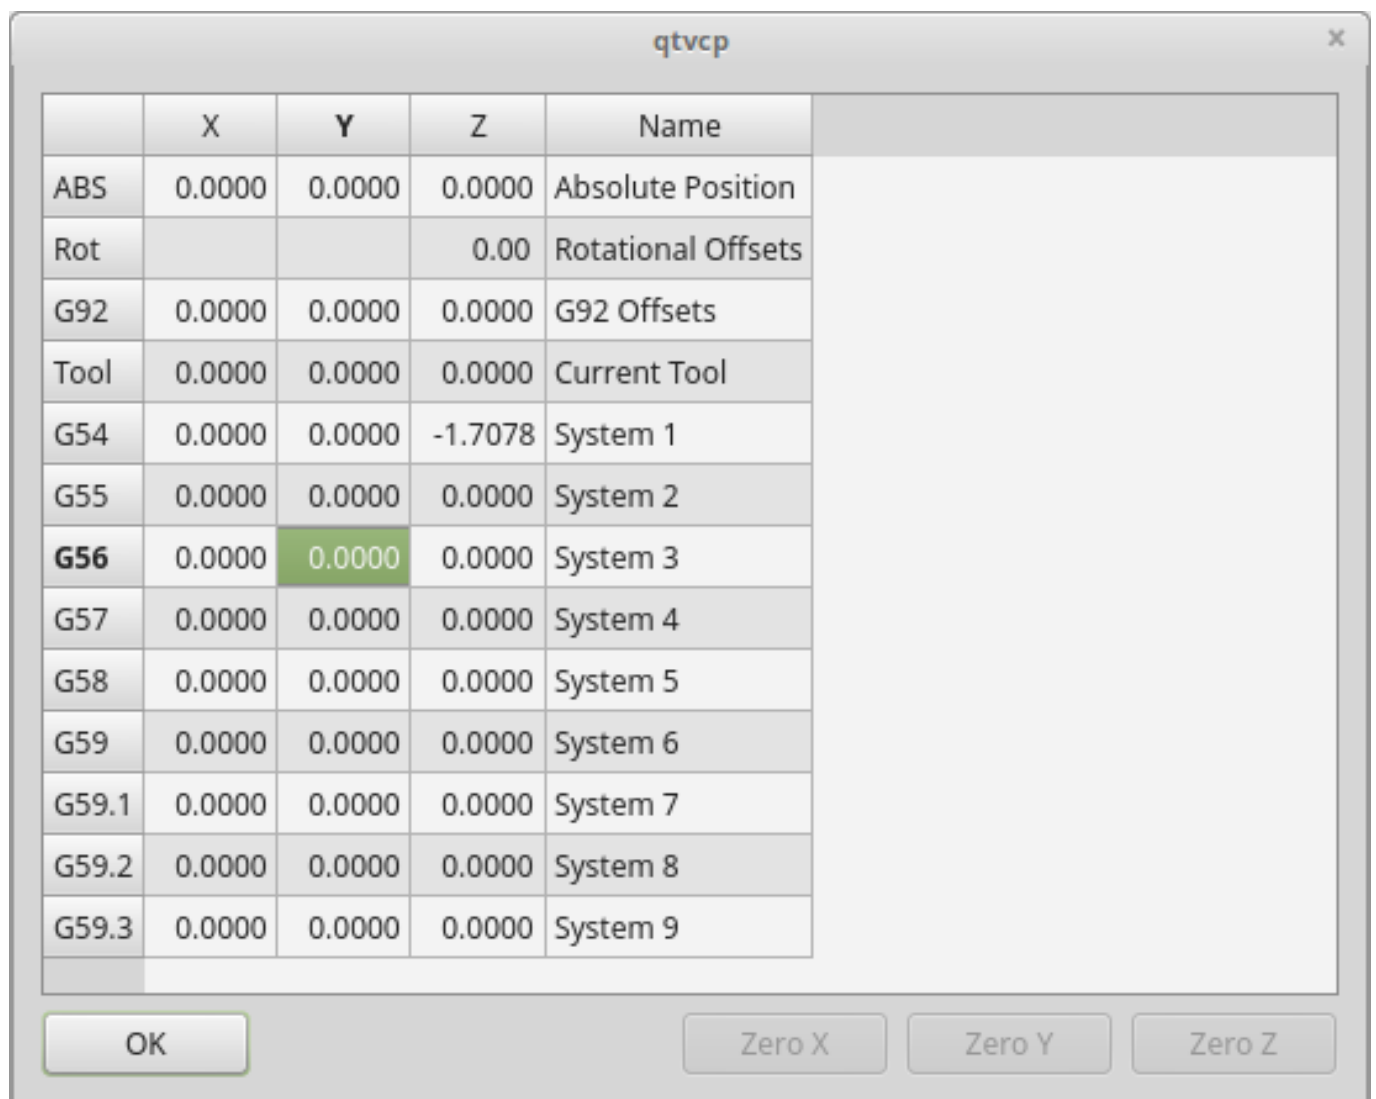 qtvcp ×
X Y Z Name
ABS 0.0000 0.0000 0.0000 Absolute Position
Rot 0.00 Rotational Offsets
G92 0.0000 0.0000 0.0000 G92 Offsets
Tool 0.0000 0.0000 0.0000 Current Tool
G54 0.0000 0.0000 -1.7078 System 1
G55 0.0000 0.0000 0.0000 System 2
G56 0.0000 0.0000 0.0000 System 3
G57 0.0000 0.0000 0.0000 System 4
G58 0.0000 0.0000 0.0000 System 5
G59 0.0000 0.0000 0.0000 System 6
G59.1 0.0000 0.0000 0.0000 System 7
G59.2 0.0000 0.0000 0.0000 System 8
G59.3 0.0000 0.0000 0.0000 System 9
OK Zero X Zero Y Zero Z